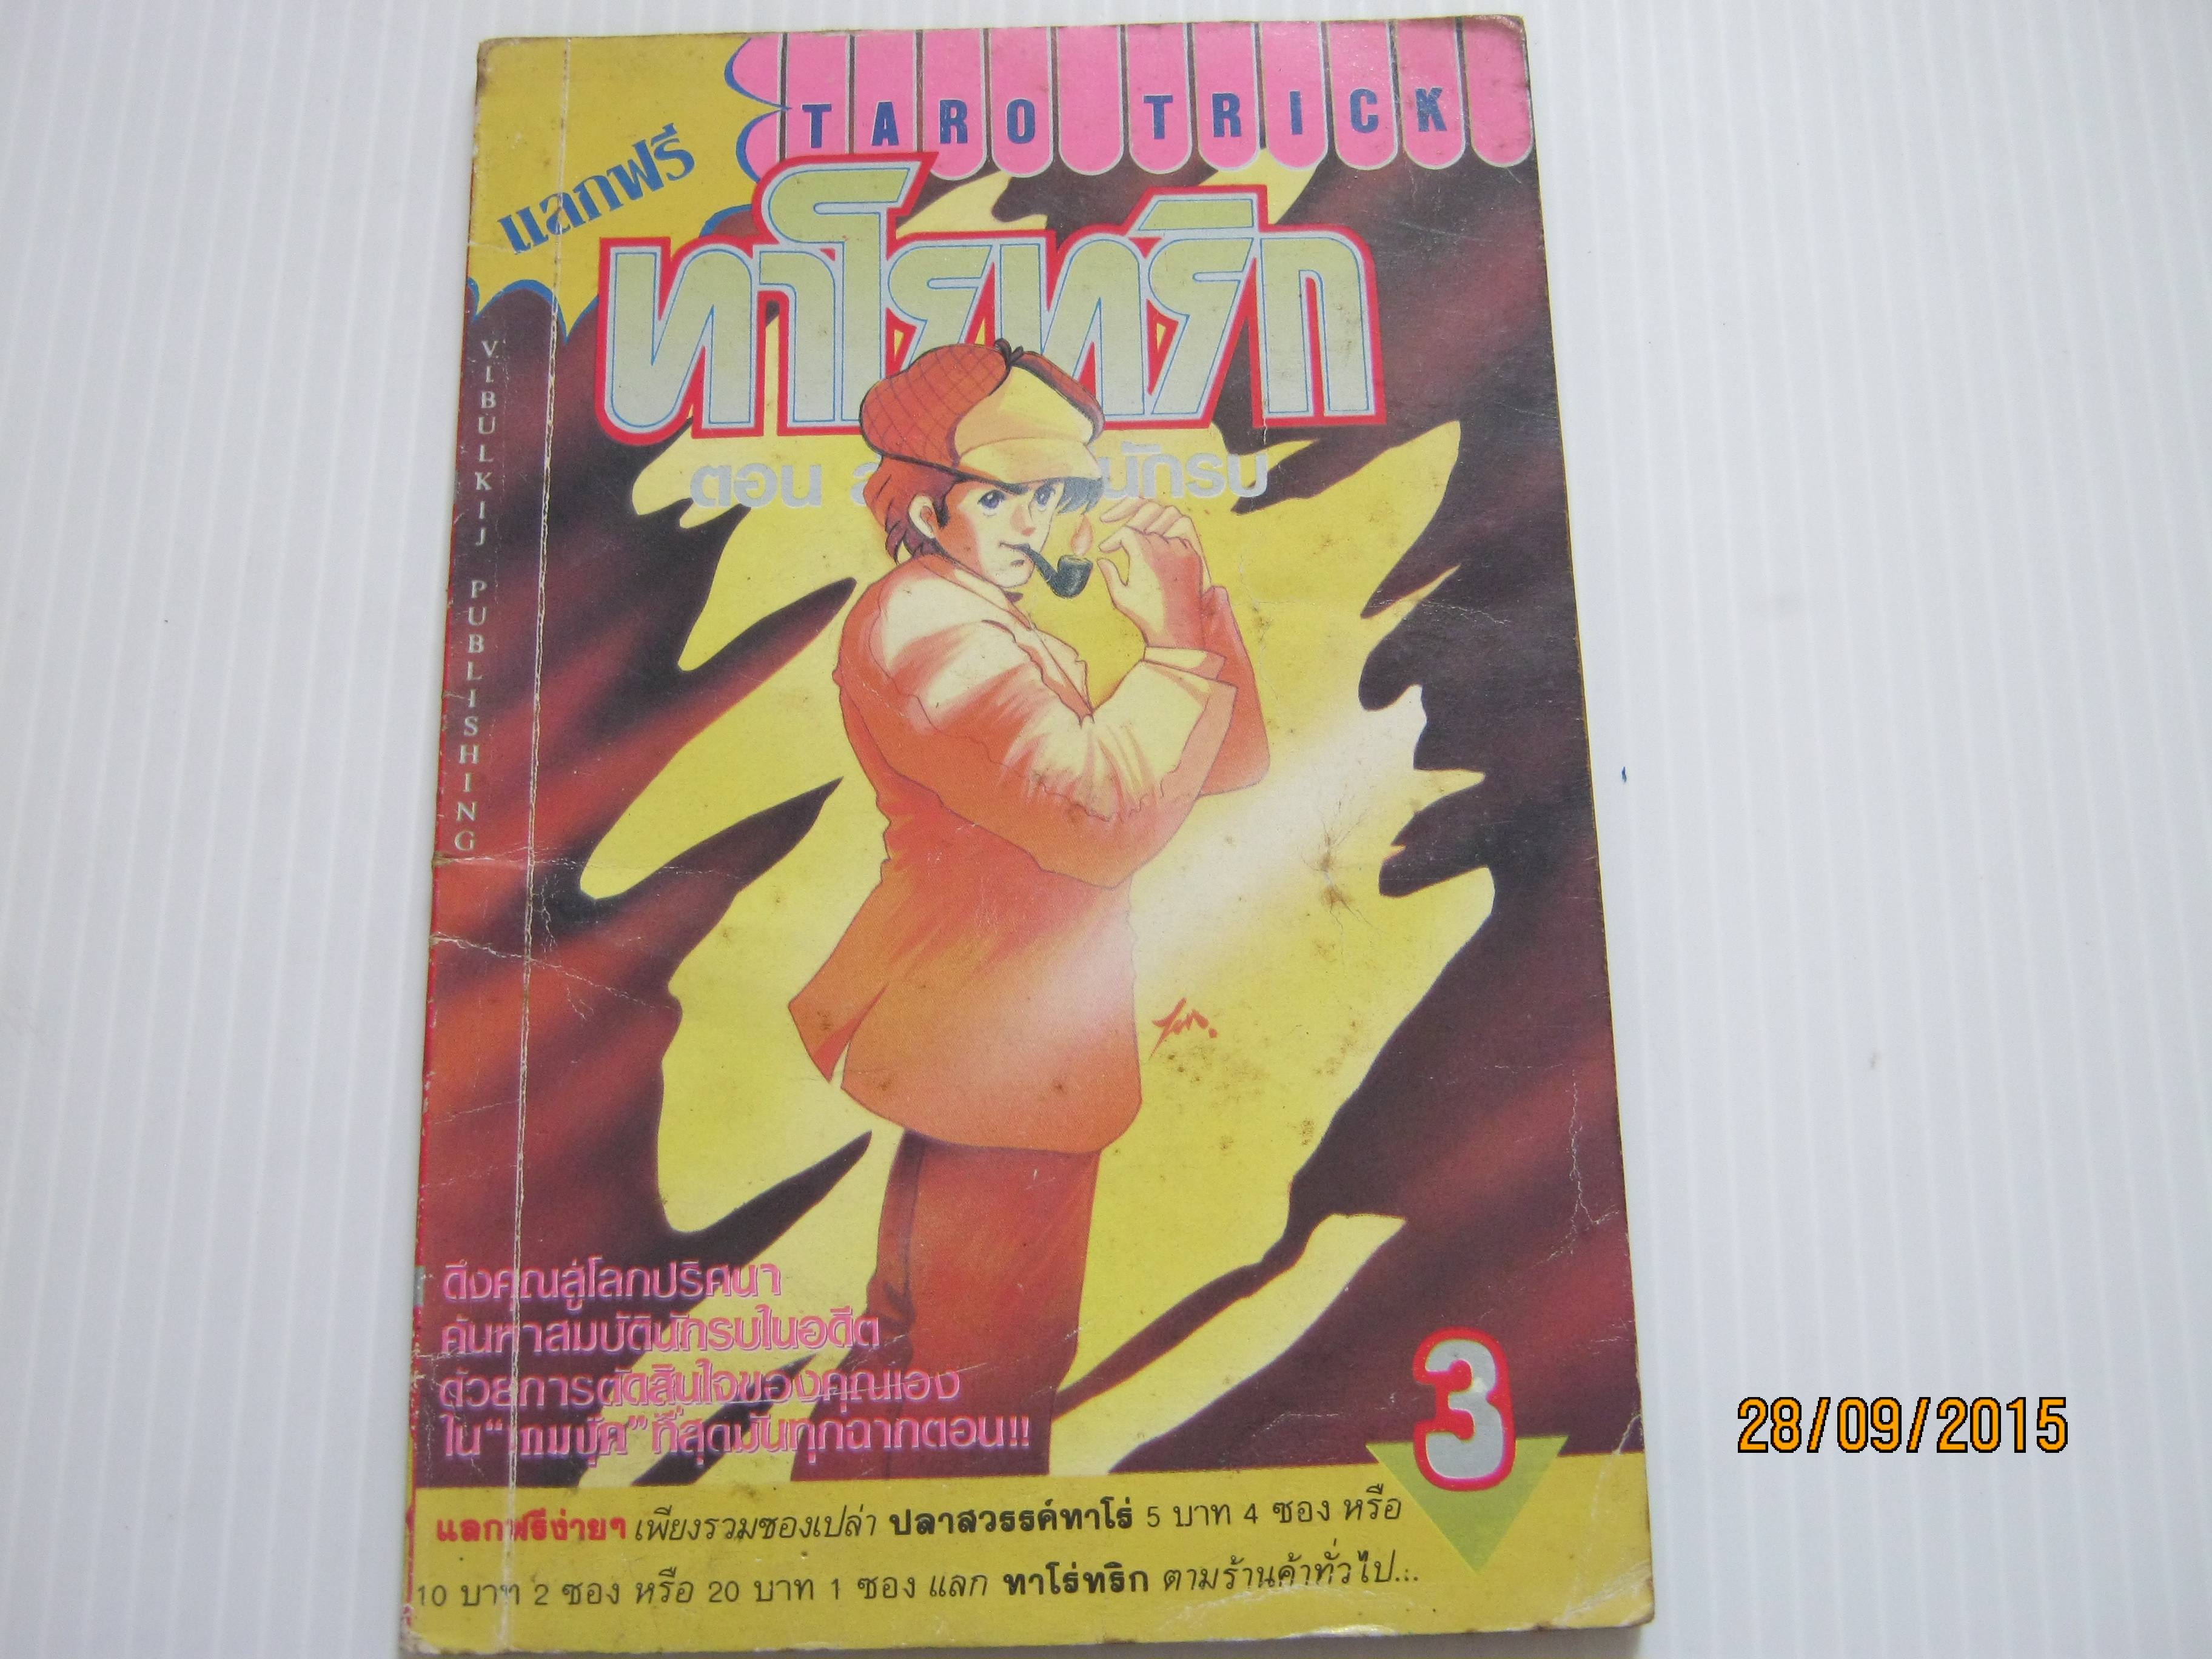 TARO TRICK
แลกฟรี
ทาโรทริก
ตอน
นักรบ
VIBULKIJ PUBLISHING
ดึงคุณสู่โลกปริศนา
ค้นหาสมบัตินักรบในอดีต
ด้วยการตัดสินใจของคุณเอง
ใน "เกมบุ๊ค" ที่สุดมันทุกฉากตอน!!
3
แลกฟรีง่ายๆ เพียงรวมซองเปล่า ปลาสวรรค์ทาโร่ 5 บาท 4 ซอง หรือ
10 บาท 2 ซอง หรือ 20 บาท 1 ซอง แลก ทาโร่ทริก ตามร้านค้าทั่วไป...
28/09/2015